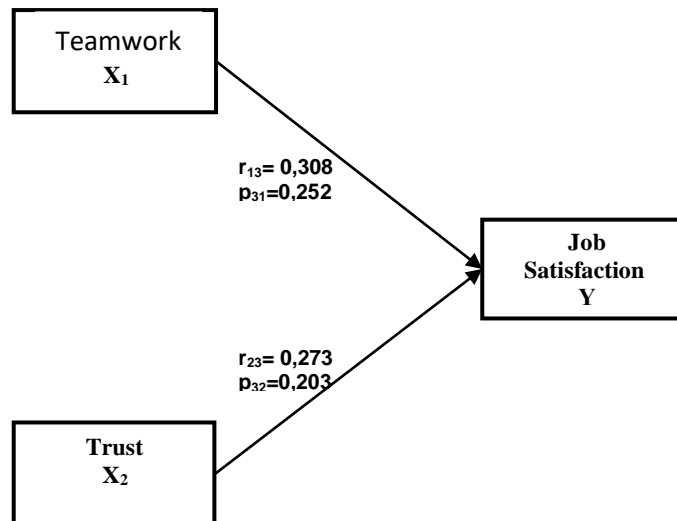 Teamwork
X₁
r₁₃= 0,308
p₃₁=0,252
Job
Satisfaction
Y
r₂₃= 0,273
p₃₂=0,203
Trust
X₂